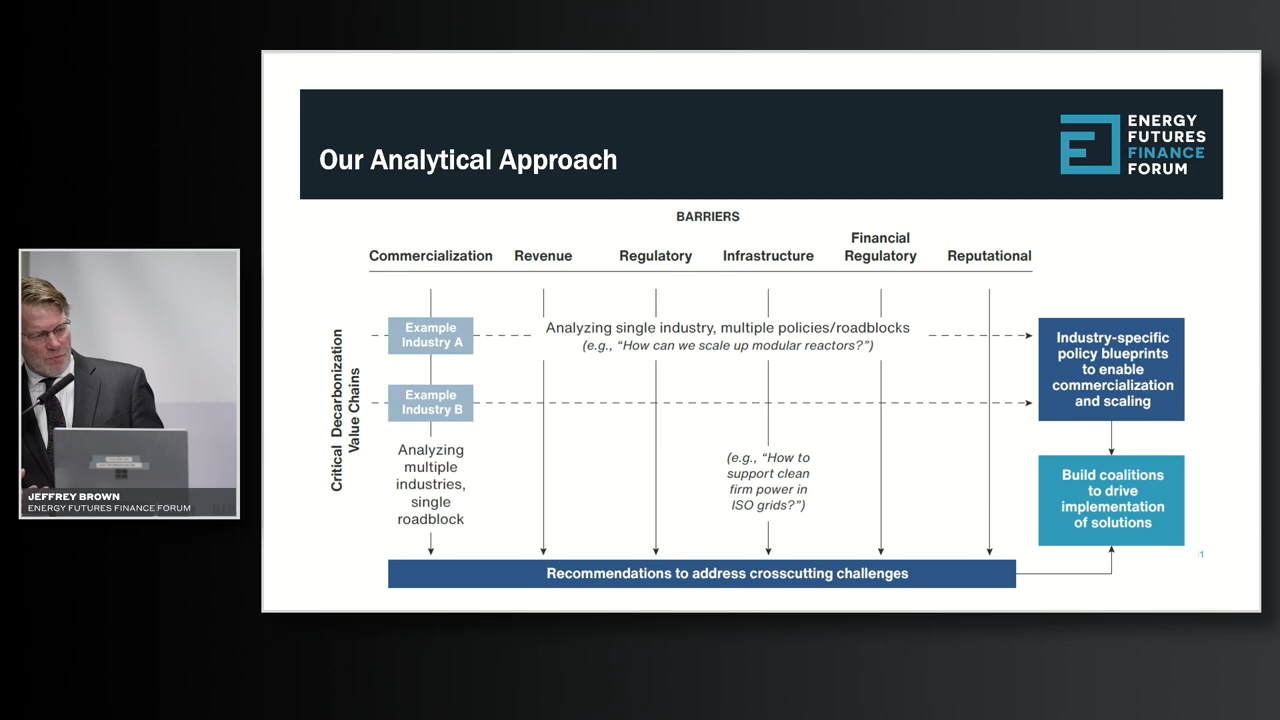 Our Analytical Approach
ENERGY
FUTURES
FINANCE
FORUM
BARRIERS
Commercialization
Revenue
Regulatory
Infrastructure
Financial
Regulatory
Reputational
Critical Decarbonization
Value Chains
Example
Industry A
Analyzing single industry, multiple policies/roadblocks
(e.g., “How can we scale up modular reactors?”)
Example
Industry B
Analyzing
multiple
industries,
single
roadblock
(e.g., “How to
support clean
firm power in
ISO grids?”)
Industry-specific
policy blueprints
to enable
commercialization
and scaling
Build coalitions
to drive
implementation
of solutions
Recommendations to address crosscutting challenges
JEFFREY BROWN
ENERGY FUTURES FINANCE FORUM